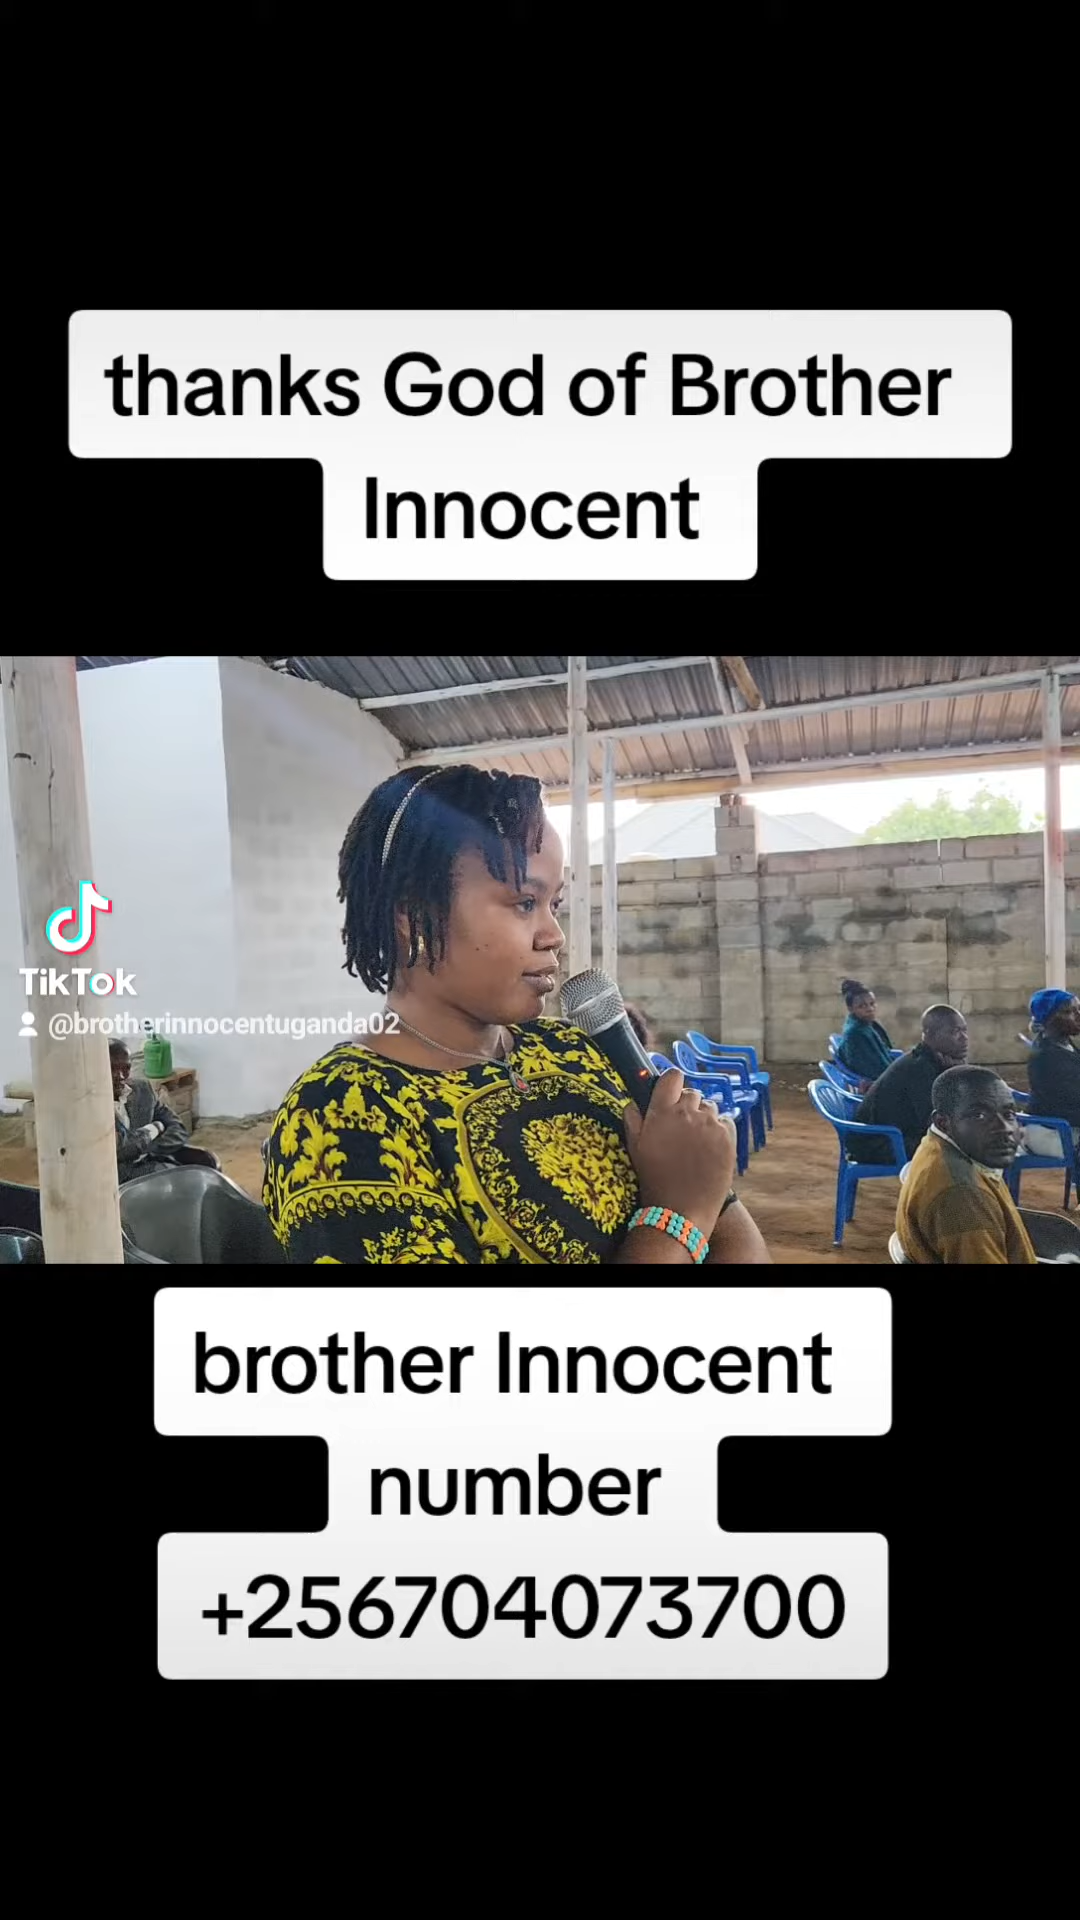 thanks God of Brother
Innocent
TikTok
@brotherinnocentuganda02
brother Innocent
number
+256704073700